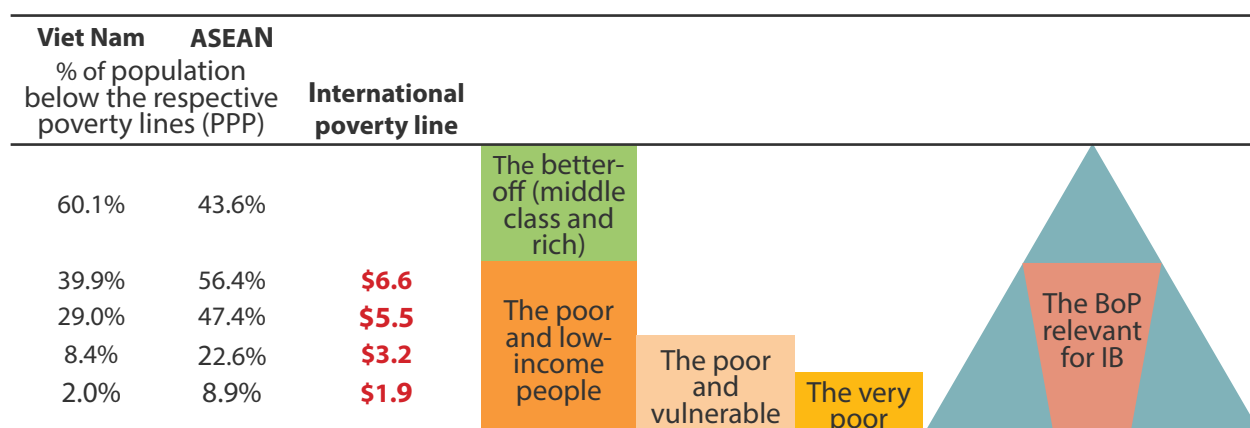 Viet Nam ASEAN
% of population
below the respective
poverty lines (PPP)
International
poverty line
60.1% 43.6%
39.9% 56.4% $6.6
29.0% 47.4% $5.5
8.4% 22.6% $3.2
2.0% 8.9% $1.9
The better-
off (middle
class and
rich)
The poor
and low-
income
people
The poor
and
vulnerable
The very
poor
The BoP
relevant
for IB